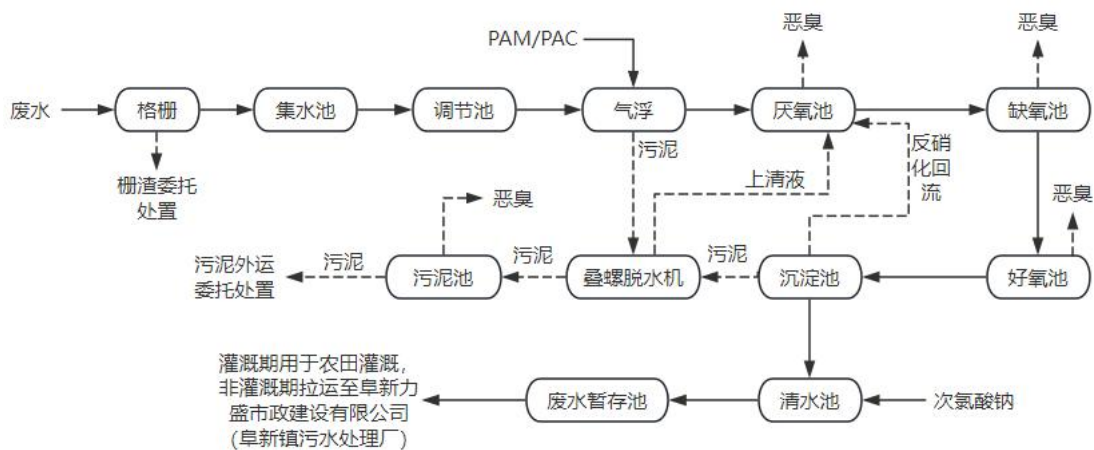 恶臭
恶臭
PAM/PAC
废水
格栅
集水池
调节池
气浮
厌氧池
缺氧池
污泥
反硝
化回
流
栅渣委托
处置
上清液
恶臭
恶臭
污泥外运
委托处置
污泥
污泥池
污泥
叠螺脱水机
污泥
沉淀池
好氧池
灌溉期用于农田灌溉，
非灌溉期拉运至阜新力
盛市政建设有限公司
（阜新镇污水处理厂）
废水暂存池
清水池
次氯酸钠